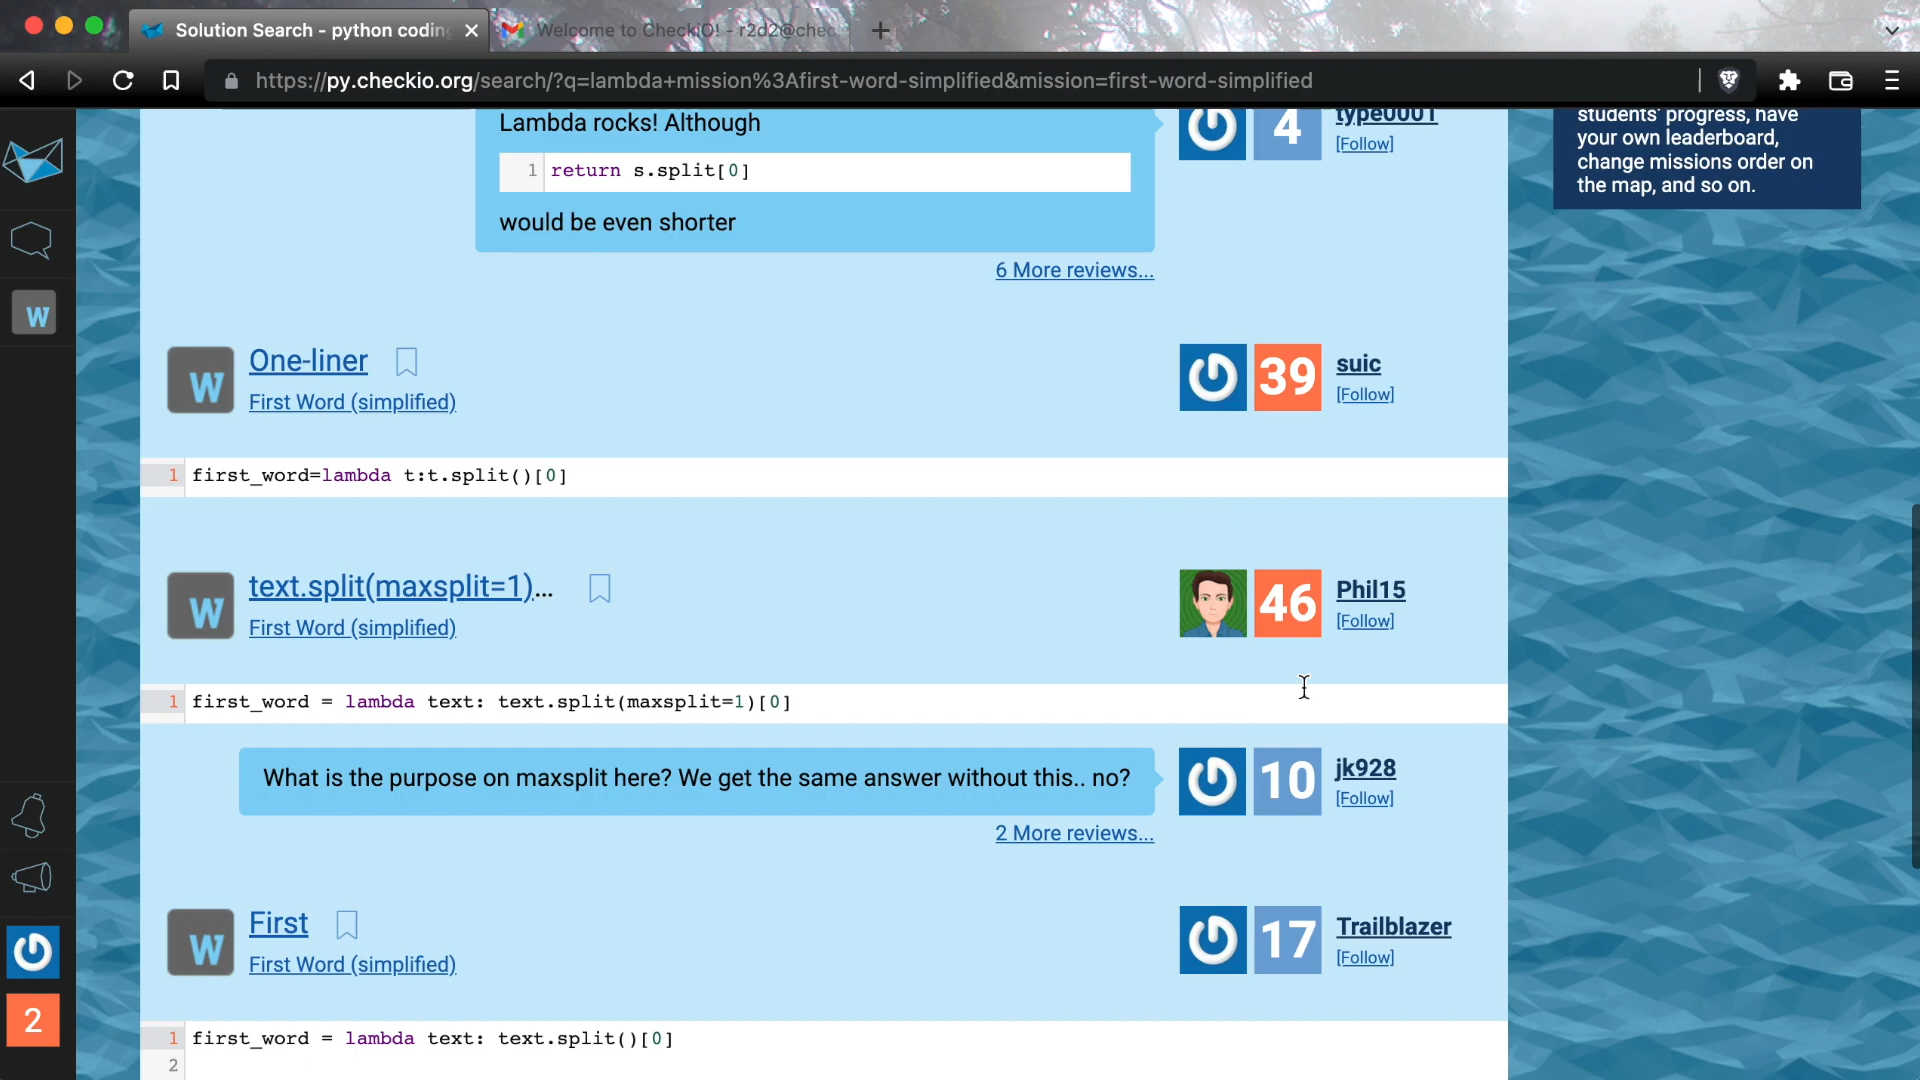 Solution Search - python coding
Welcome to CheckiO! - r2d2@chec
https://py.checkio.org/search/?q=lambda+mission%3Afirst-word-simplified&mission=first-word-simplified
Lambda rocks! Although
1 return s.split[0]
would be even shorter
4
type0001
[Follow]
6 More reviews...
students' progress, have
your own leaderboard,
change missions order on
the map, and so on.
W
W
One-liner
First Word (simplified)
39
suic
[Follow]
1 first_word=lambda t:t.split()[0]
W
text.split(maxsplit=1)...
First Word (simplified)
46
Phil15
[Follow]
1 first_word = lambda text: text.split(maxsplit=1)[0]
What is the purpose on maxsplit here? We get the same answer without this.. no?
10
jk928
[Follow]
2 More reviews...
W
First
First Word (simplified)
17
Trailblazer
[Follow]
2
1 first_word = lambda text: text.split()[0]
2